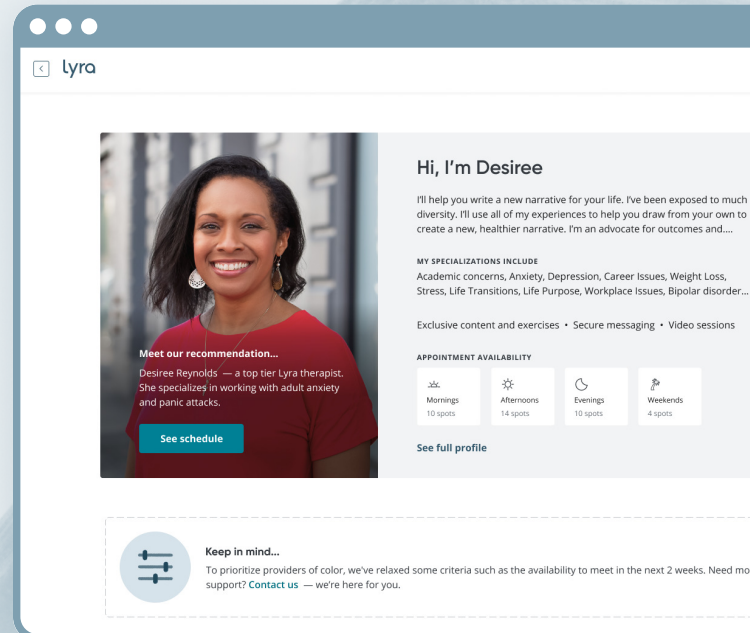 lyra
Hi, I'm Desiree
I'll help you write a new narrative for your life. I've been exposed to much
diversity. I'll use all of my experiences to help you draw from your own to
create a new, healthier narrative. I'm an advocate for outcomes and....
MY SPECIALIZATIONS INCLUDE
Academic concerns, Anxiety, Depression, Career Issues, Weight Loss,
Stress, Life Transitions, Life Purpose, Workplace Issues, Bipolar disorder...
Exclusive content and exercises • Secure messaging • Video sessions
APPOINTMENT AVAILABILITY
Mornings
10 spots
Afternoons
14 spots
Evenings
10 spots
Weekends
4 spots
See full profile
Meet our recommendation...
Desiree Reynolds — a top tier Lyra therapist.
She specializes in working with adult anxiety
and panic attacks.
See schedule
Keep in mind...
To prioritize providers of color, we've relaxed some criteria such as the availability to meet in the next 2 weeks. Need mo
support? Contact us — we're here for you.